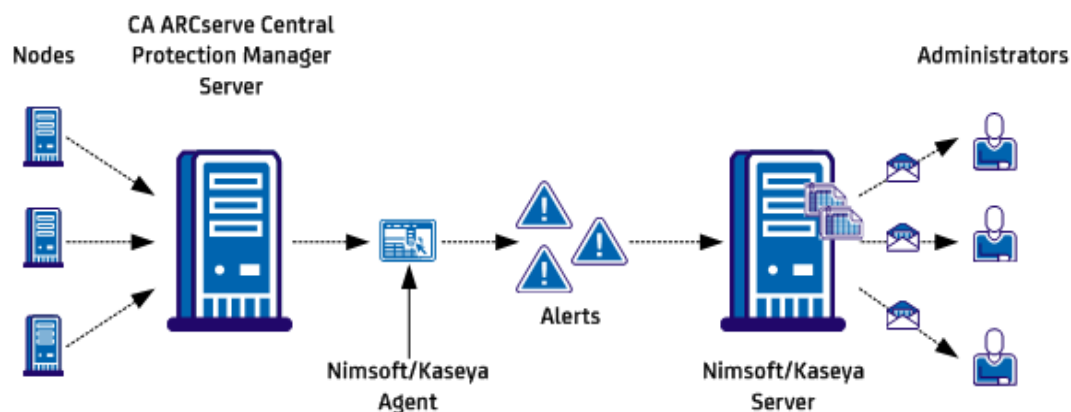 Nodes
CA ARCserve Central
Protection Manager
Server
Administrators
Alerts
Nimsoft/Kaseya
Agent
Nimsoft/Kaseya
Server